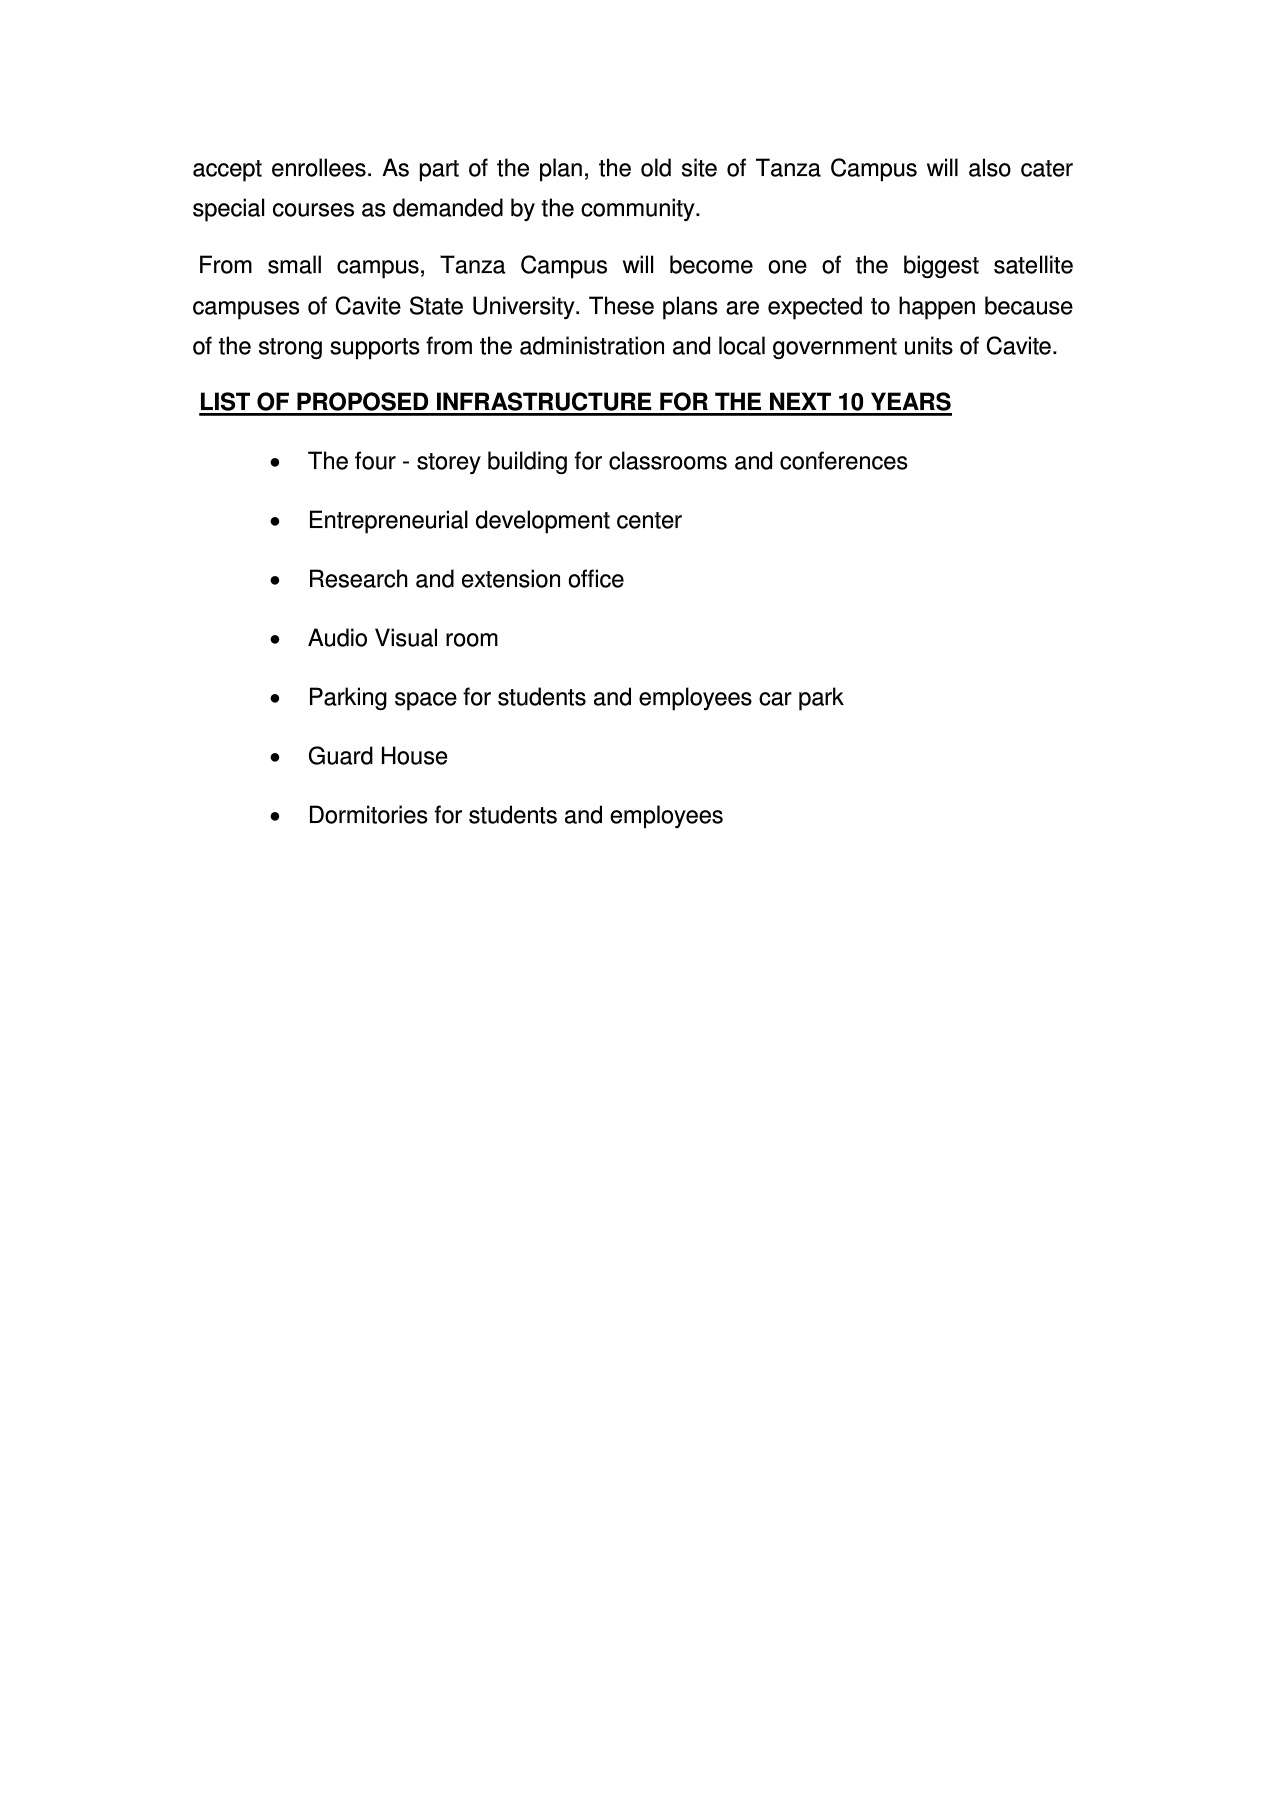 accept enrollees. As part of the plan, the old site of Tanza Campus will also cater
special courses as demanded by the community.
From small campus, Tanza Campus will become one of the biggest satellite
campuses of Cavite State University. These plans are expected to happen because
of the strong supports from the administration and local government units of Cavite.
LIST OF PROPOSED INFRASTRUCTURE FOR THE NEXT 10 YEARS
• The four - storey building for classrooms and conferences
• Entrepreneurial development center
• Research and extension office
• Audio Visual room
• Parking space for students and employees car park
• Guard House
• Dormitories for students and employees